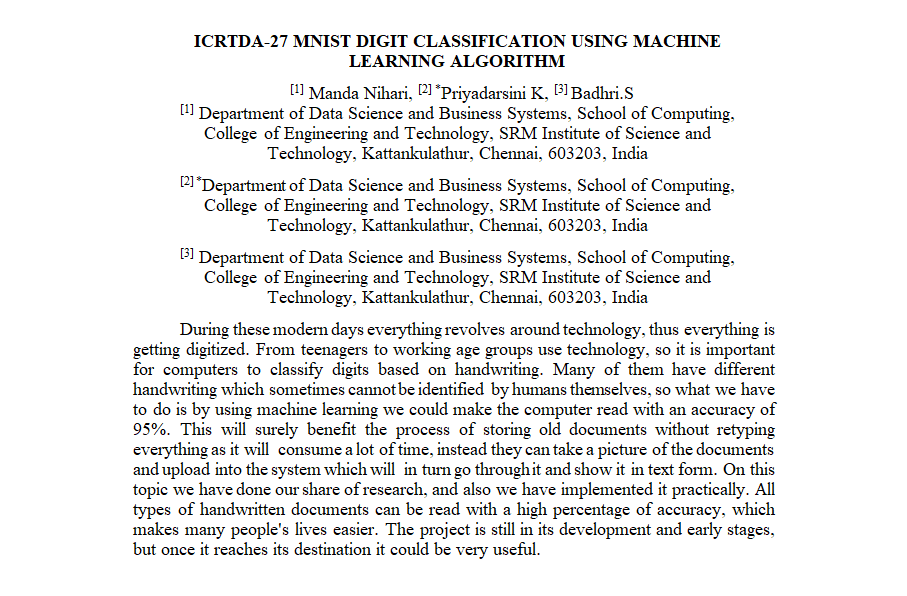 ICRTDA-27 MNIST DIGIT CLASSIFICATION USING MACHINE
LEARNING ALGORITHM
[1] Manda Nihari, [2] *Priyadarsini K, [3] Badhri.S
[1] Department of Data Science and Business Systems, School of Computing,
College of Engineering and Technology, SRM Institute of Science and
Technology, Kattankulathur, Chennai, 603203, India
[2] *Department of Data Science and Business Systems, School of Computing,
College of Engineering and Technology, SRM Institute of Science and
Technology, Kattankulathur, Chennai, 603203, India
[3] Department of Data Science and Business Systems, School of Computing,
College of Engineering and Technology, SRM Institute of Science and
Technology, Kattankulathur, Chennai, 603203, India
During these modern days everything revolves around technology, thus everything is
getting digitized. From teenagers to working age groups use technology, so it is important
for computers to classify digits based on handwriting. Many of them have different
handwriting which sometimes cannot be identified by humans themselves, so what we have
to do is by using machine learning we could make the computer read with an accuracy of
95%. This will surely benefit the process of storing old documents without retyping
everything as it will consume a lot of time, instead they can take a picture of the documents
and upload into the system which will in turn go through it and show it in text form. On this
topic we have done our share of research, and also we have implemented it practically. All
types of handwritten documents can be read with a high percentage of accuracy, which
makes many people's lives easier. The project is still in its development and early stages,
but once it reaches its destination it could be very useful.